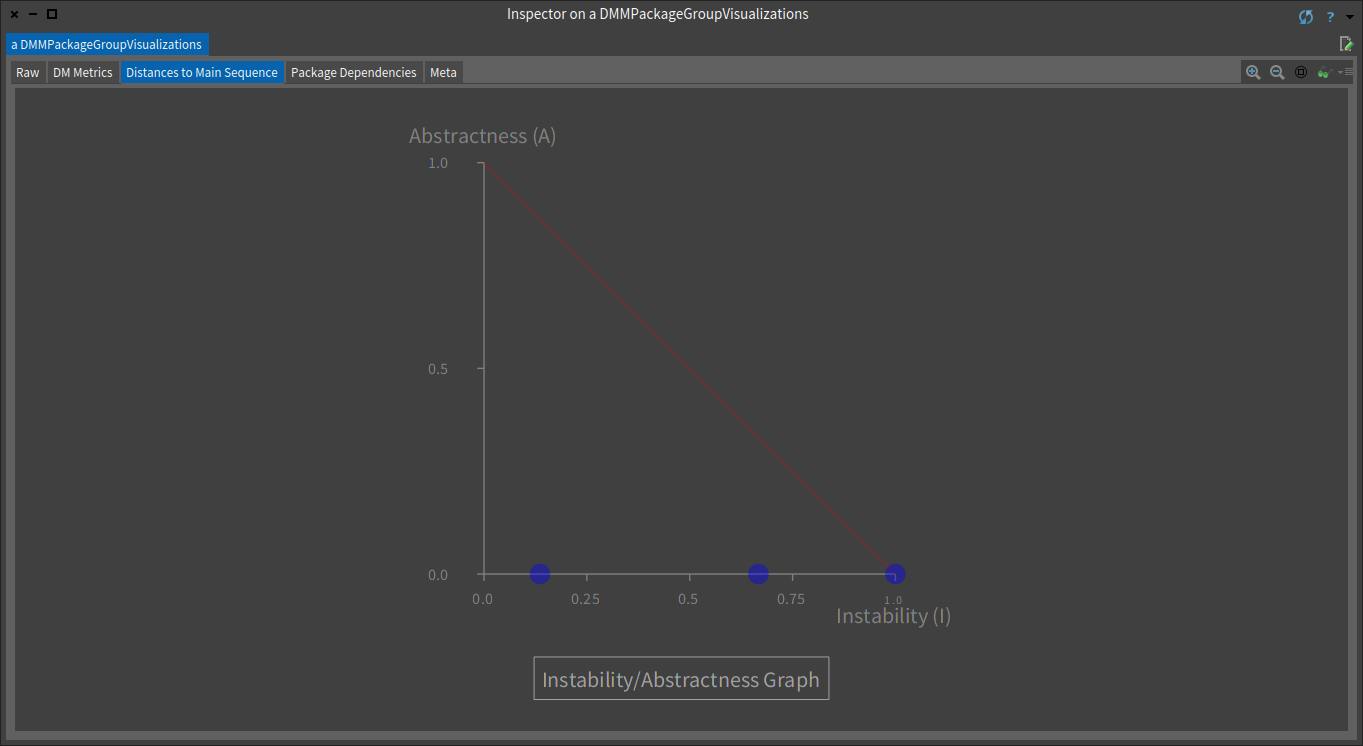 Inspector on a DMMPackageGroupVisualizations
?
a DMMPackageGroupVisualizations
Raw DM Metrics Distances to Main Sequence Package Dependencies Meta
Abstractness (A)
1.0
0.5
0.0
0.0 0.25 0.5 0.75 1.0
Instability (I)
Instability/Abstractness Graph